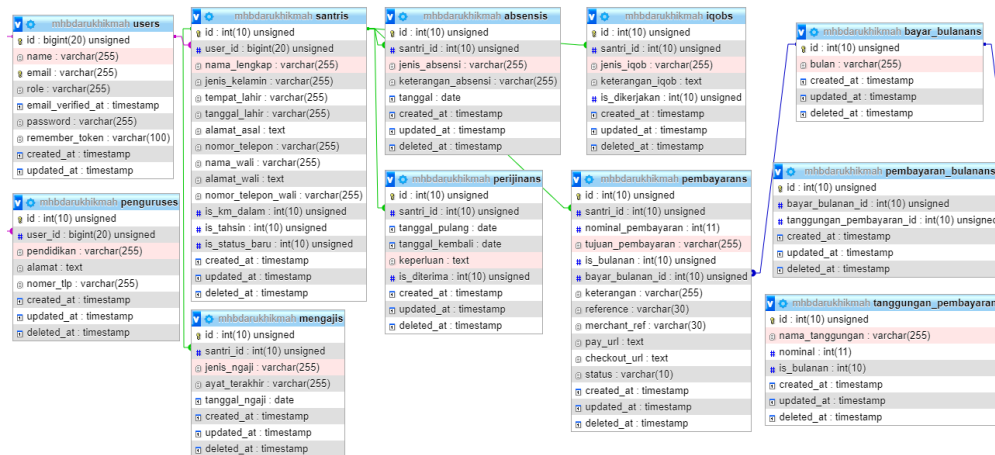 mhbdarukhikmah users
id : bigint(20) unsigned
name : varchar(255)
email : varchar(255)
role : varchar(255)
email_verified_at : timestamp
password : varchar(255)
remember_token : varchar(100)
created_at : timestamp
updated_at : timestamp
mhbdarukhikmah penguruses
id : int(10) unsigned
user_id : bigint(20) unsigned
pendidikan : varchar(255)
alamat : text
nomer_tlp : varchar(255)
created_at : timestamp
updated_at : timestamp
deleted_at : timestamp
mhbdarukhikmah santris
id : int(10) unsigned
user_id : bigint(20) unsigned
nama_lengkap : varchar(255)
jenis_kelamin : varchar(255)
tempat_lahir : varchar(255)
tanggal_lahir : varchar(255)
alamat_asal : text
nomor_telepon : varchar(255)
nama_wali : varchar(255)
alamat_wali : text
nomor_telepon_wali : varchar(255)
is_km_dalam : int(10) unsigned
is_tahsin : int(10) unsigned
is_status_baru : int(10) unsigned
created_at : timestamp
updated_at : timestamp
deleted_at : timestamp
mhbdarukhikmah mengajis
id : int(10) unsigned
santri_id : int(10) unsigned
jenis_ngaji : varchar(255)
ayat_terakhir : varchar(255)
tanggal_ngaji : date
created_at : timestamp
updated_at : timestamp
deleted_at : timestamp
mhbdarukhikmah absensis
id : int(10) unsigned
santri_id : int(10) unsigned
jenis_absensi : varchar(255)
keterangan_absensi : varchar(255)
tanggal : date
created_at : timestamp
updated_at : timestamp
deleted_at : timestamp
mhbdarukhikmah perijinans
id : int(10) unsigned
santri_id : int(10) unsigned
tanggal_pulang : date
tanggal_kembali : date
keperluan : text
is_diterima : int(10) unsigned
created_at : timestamp
updated_at : timestamp
deleted_at : timestamp
mhbdarukhikmah iqobs
id : int(10) unsigned
santri_id : int(10) unsigned
jenis_iqob : varchar(255)
keterangan_iqob : text
is_dikerjakan : int(10) unsigned
created_at : timestamp
updated_at : timestamp
deleted_at : timestamp
mhbdarukhikmah pembayarans
id : int(10) unsigned
santri_id : int(10) unsigned
nominal_pembayaran : int(11)
tujuan_pembayaran : varchar(255)
is_bulanan : int(10) unsigned
bayar_bulanan_id : int(10) unsigned
keterangan : varchar(255)
reference : varchar(30)
merchant_ref : varchar(30)
pay_url : text
checkout_url : text
status : varchar(10)
created_at : timestamp
updated_at : timestamp
deleted_at : timestamp
mhbdarukhikmah bayar_bulanans
id : int(10) unsigned
bulan : varchar(255)
created_at : timestamp
updated_at : timestamp
deleted_at : timestamp
mhbdarukhikmah pembayaran_bulanans
id : int(10) unsigned
bayar_bulanan_id : int(10) unsigned
tanggungan_pembayaran_id : int(10) unsigned
created_at : timestamp
updated_at : timestamp
deleted_at : timestamp
mhbdarukhikmah tanggungan_pembayaran
id : int(10) unsigned
nama_tanggungan : varchar(255)
nominal : int(11)
is_bulanan : int(10)
created_at : timestamp
updated_at : timestamp
deleted_at : timestamp